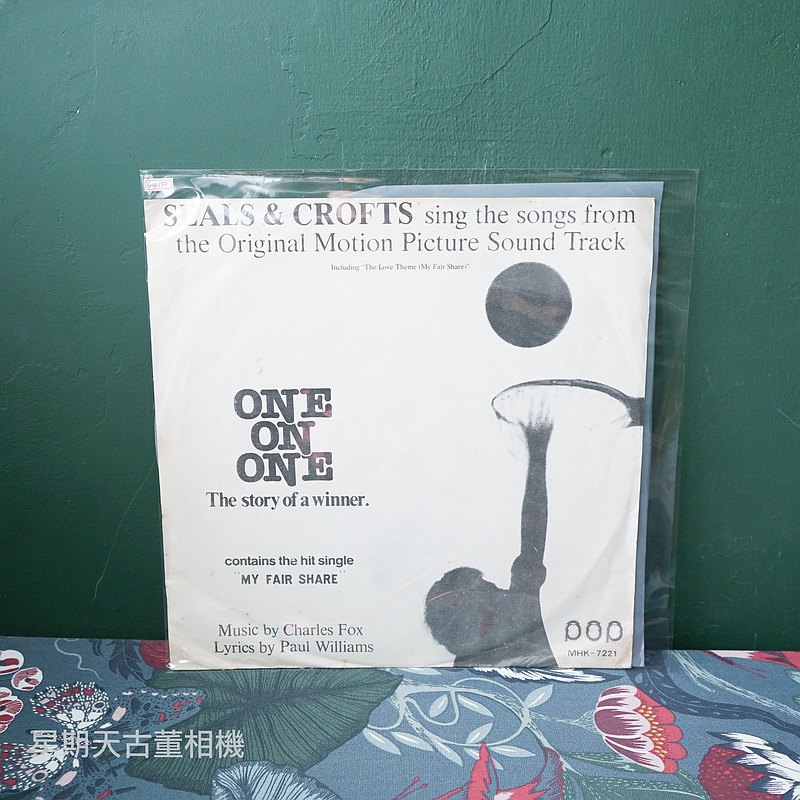 SEALS & CROFTS sing the songs from
the Original Motion Picture Sound Track
Including "The Love Theme (My Fair Share)"
ONE
ON
ONE
The story of a winner.
contains the hit single
"MY FAIR SHARE"
Music by Charles Fox
Lyrics by Paul Williams
pop
MHK-7221
星期天古董相機